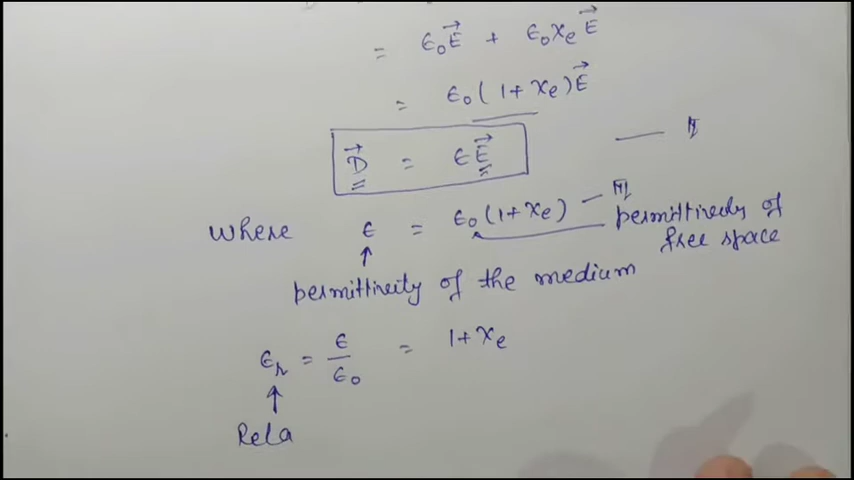 = ϵ₀E⃗ + ϵ₀χₑE⃗
= ϵ₀(1+χₑ)E⃗
D⃗ = ϵE⃗
where ϵ = ϵ₀(1+χₑ) — permittively of
free space
permittivity of the medium
ϵᵣ = ϵ/ϵ₀ = 1+χₑ
Rela